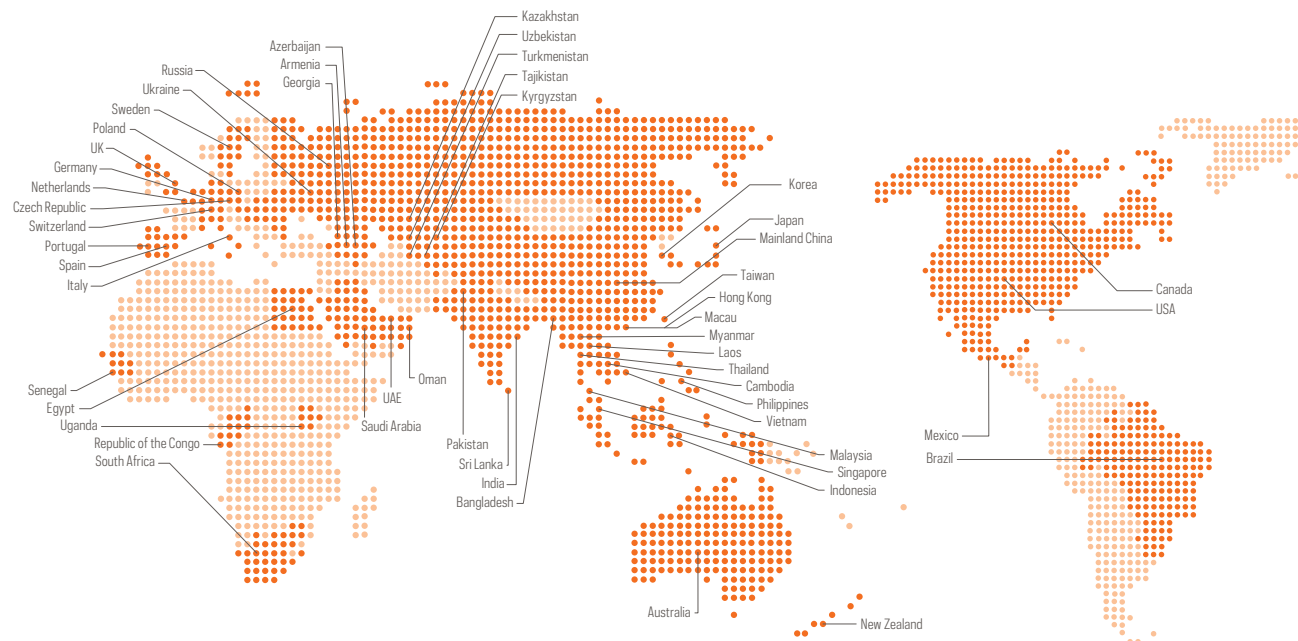 Kazakhstan
Uzbekistan
Turkmenistan
Tajikistan
Kyrgyzstan
Azerbaijan
Armenia
Georgia
Russia
Ukraine
Sweden
Poland
UK
Germany
Netherlands
Czech Republic
Switzerland
Portugal
Spain
Italy
Korea
Japan
Mainland China
Taiwan
Hong Kong
Macau
Myanmar
Laos
Thailand
Cambodia
Philippines
Vietnam
Malaysia
Singapore
Indonesia
Canada
USA
Mexico
Brazil
Senegal
Egypt
Uganda
Republic of the Congo
South Africa
Oman
UAE
Saudi Arabia
Pakistan
Sri Lanka
India
Bangladesh
Australia
New Zealand